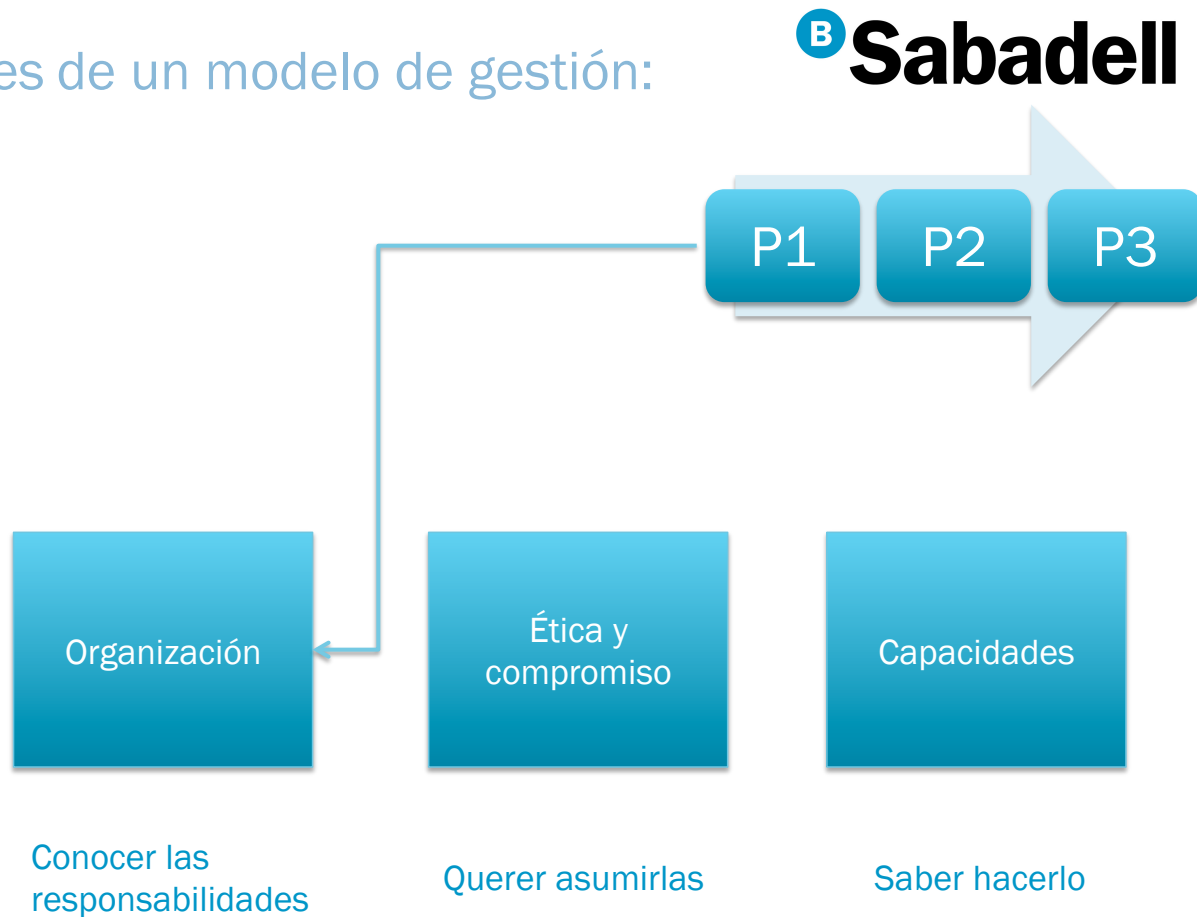 es de un modelo de gestión:
B Sabadell
P1 P2 P3
Organización
Ética y
compromiso
Capacidades
Conocer las
responsabilidades
Querer asumirlas
Saber hacerlo